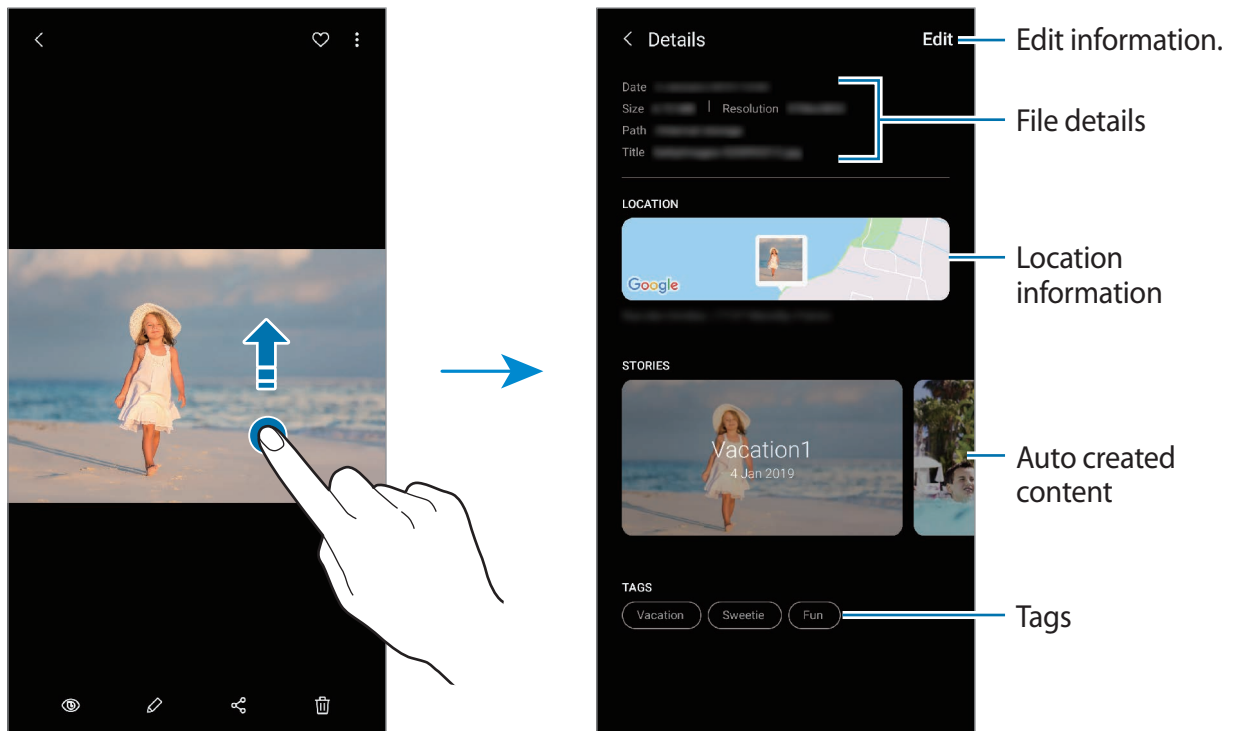 Details
Edit
Edit information.
Date
Size | Resolution
Path
Title
File details
LOCATION
Google
Location
information
STORIES
Vacation1
4 Jan 2019
Auto created
content
TAGS
Vacation
Sweetie
Fun
Tags